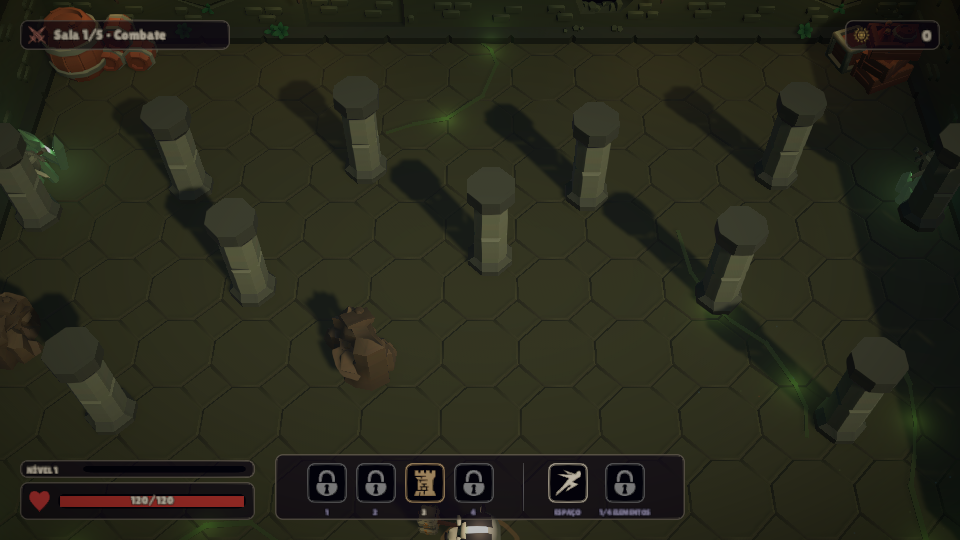 Sala 1/5 - Combate
0
NÍVEL 1
120/120
1
2
3
4
ESPAÇO
1/4 ELEMENTOS